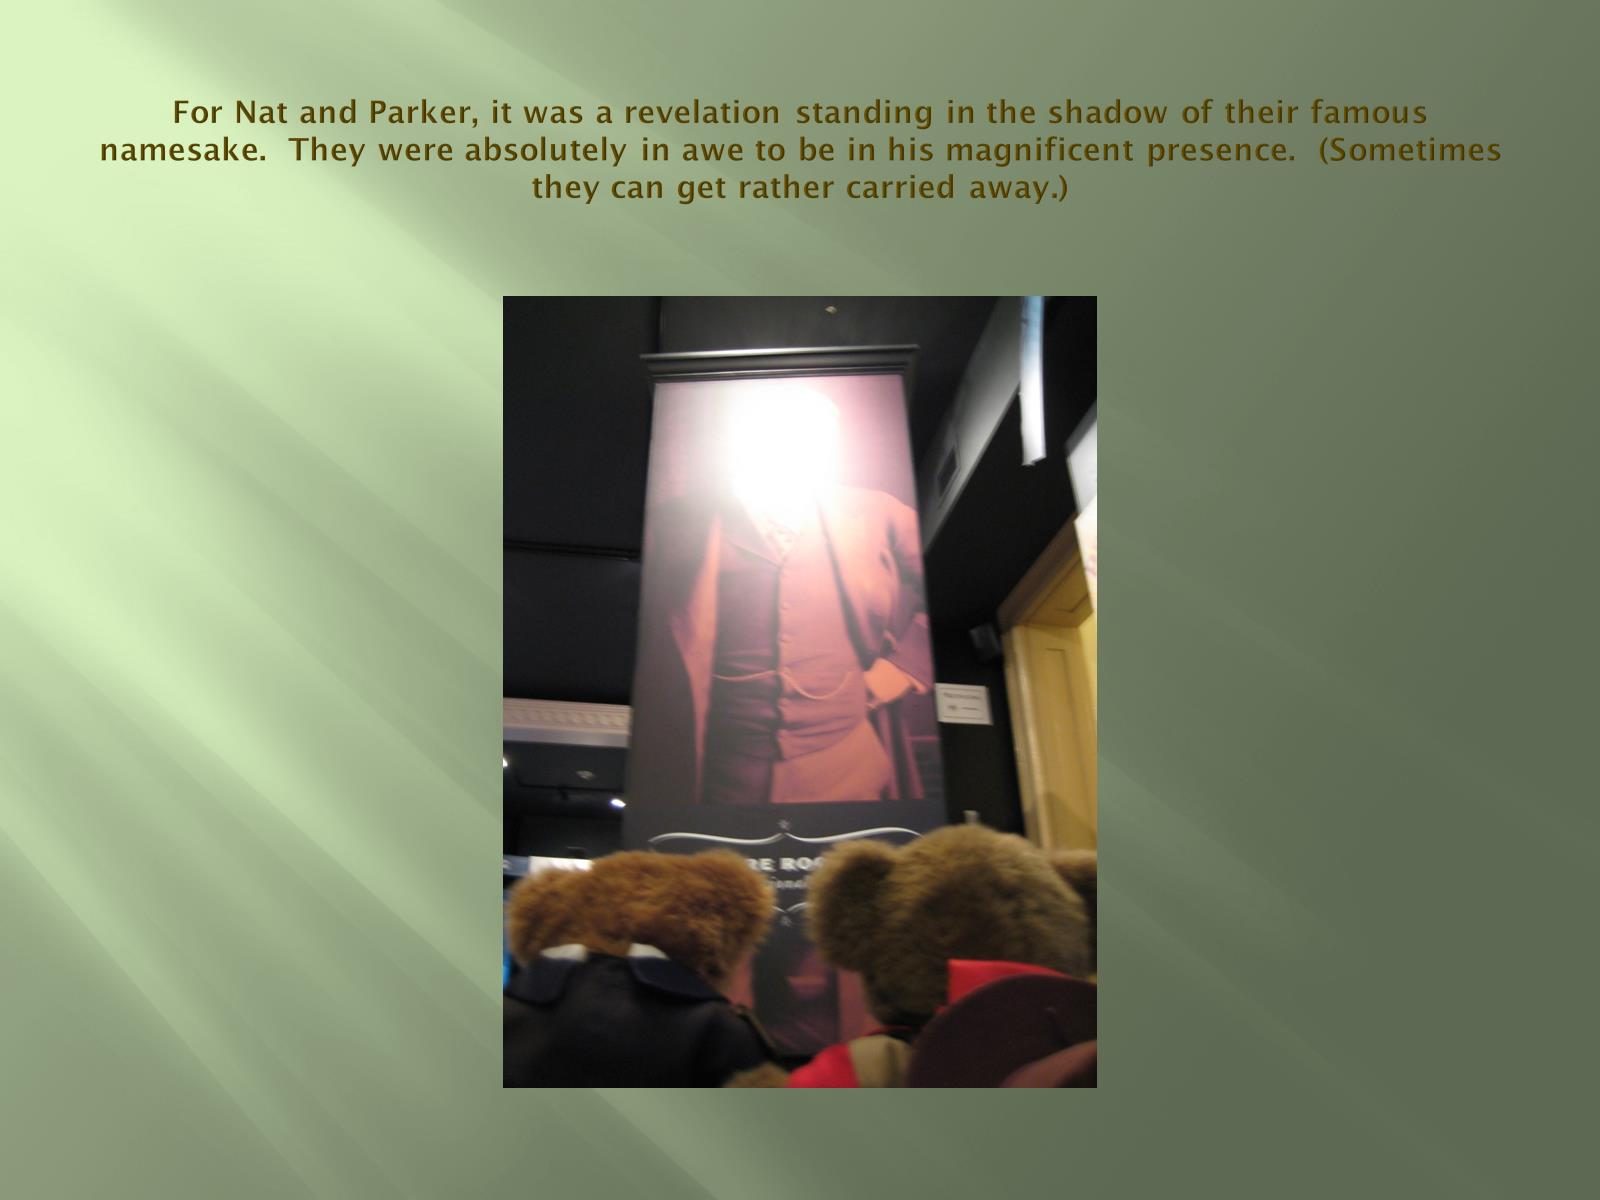 For Nat and Parker, it was a revelation standing in the shadow of their famous
namesake.  They were absolutely in awe to be in his magnificent presence.  (Sometimes
they can get rather carried away.)